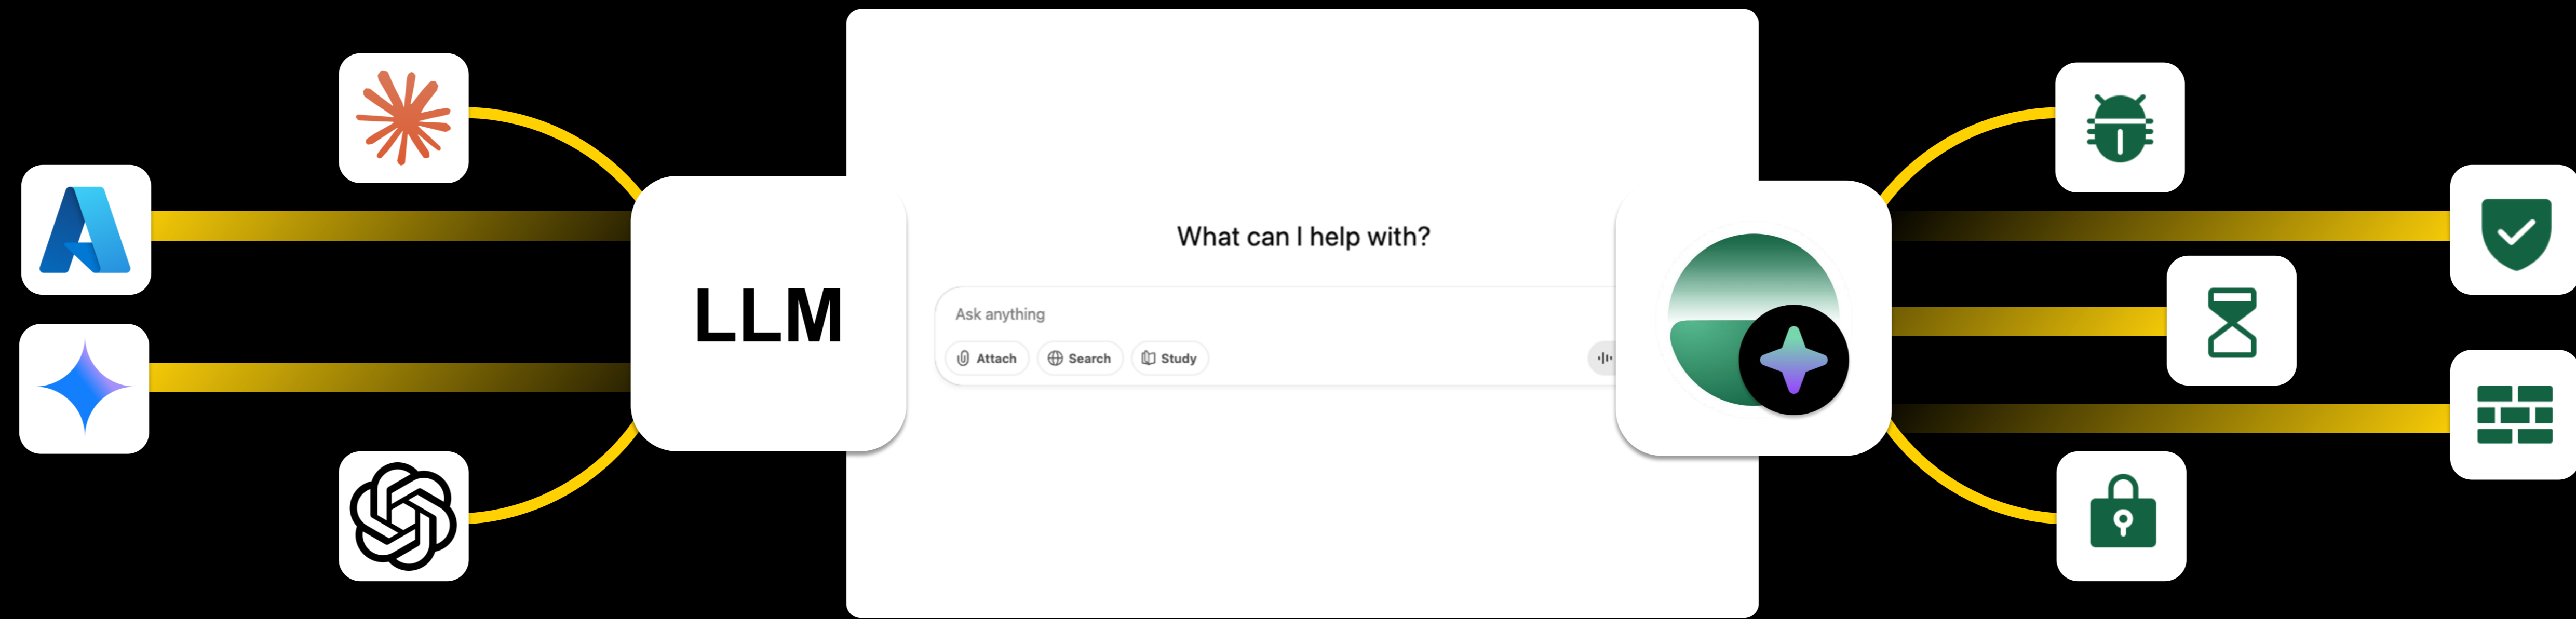 LLM
What can I help with?
Ask anything
Attach
Search
Study